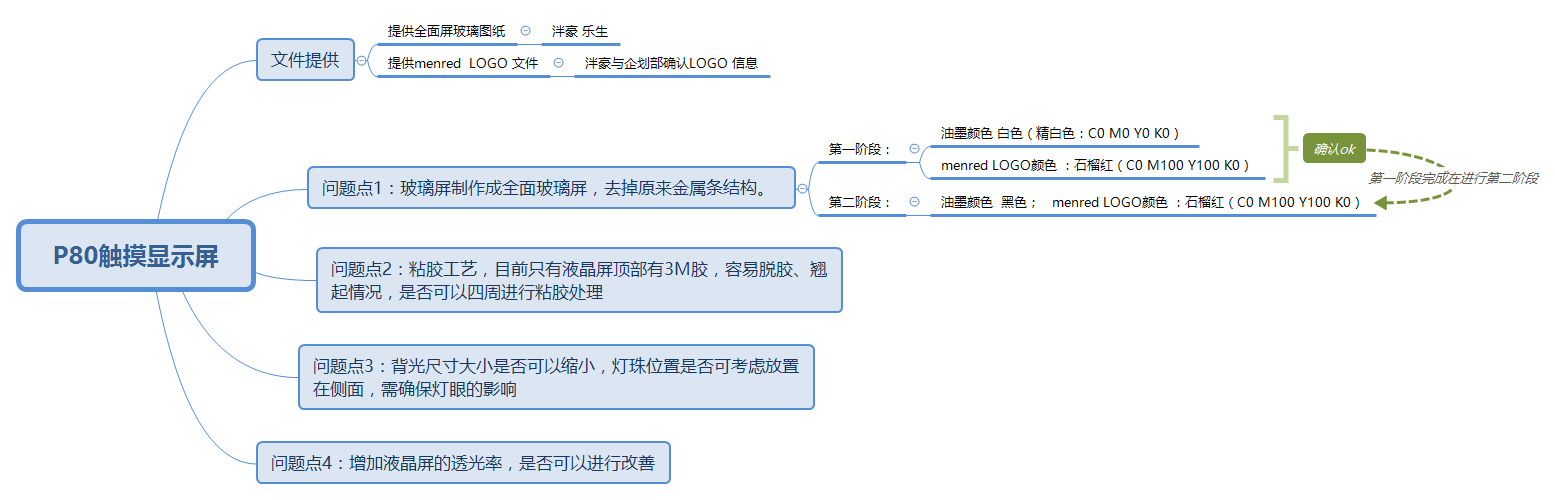 P80触摸显示屏
文件提供
提供全面屏玻璃图纸
泮豪 乐生
提供menred LOGO 文件
泮豪与企划部确认LOGO 信息
问题点1：玻璃屏制作成全面玻璃屏，去掉原来金属条结构。
第一阶段：
油墨颜色 白色（精白色：C0 M0 Y0 K0 ）
menred LOGO颜色 ：石榴红（ C0 M100 Y100 K0 ）
确认ok
第一阶段完成在进行第二阶段
第二阶段：
油墨颜色 黑色； menred LOGO颜色 ：石榴红（ C0 M100 Y100 K0 ）
问题点2：粘胶工艺，目前只有液晶屏顶部有3M胶，容易脱胶、翘
起情况，是否可以四周进行粘胶处理
问题点3：背光尺寸大小是否可以缩小，灯珠位置是否可考虑放置
在侧面，需确保灯眼的影响
问题点4：增加液晶屏的透光率，是否可以进行改善